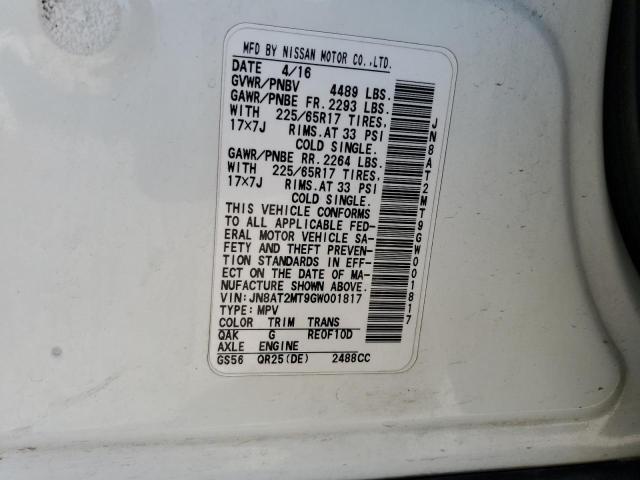 MFD BY NISSAN MOTOR CO.,LTD.
DATE 4/16
GVWR/PNBV 4489 LBS.
GAWR/PNBE FR. 2293 LBS.
WITH 225/65R17 TIRES,
17×7J RIMS.AT 33 PSI
COLD SINGLE.
GAWR/PNBE RR. 2264 LBS.
WITH 225/65R17 TIRES,
17×7J RIMS.AT 33 PSI
COLD SINGLE.
THIS VEHICLE CONFORMS
TO ALL APPLICABLE FED-
ERAL MOTOR VEHICLE SA-
FETY AND THEFT PREVEN-
TION STANDARDS IN EFF-
ECT ON THE DATE OF MA-
NUFACTURE SHOWN ABOVE.
VIN: JN8AT2MT9GW001817
TYPE: MPV
COLOR TRIM TRANS
QAK G RE0F10D
AXLE ENGINE
GS56 QR25(DE) 2488CC
JN8AT2MT9GW001817